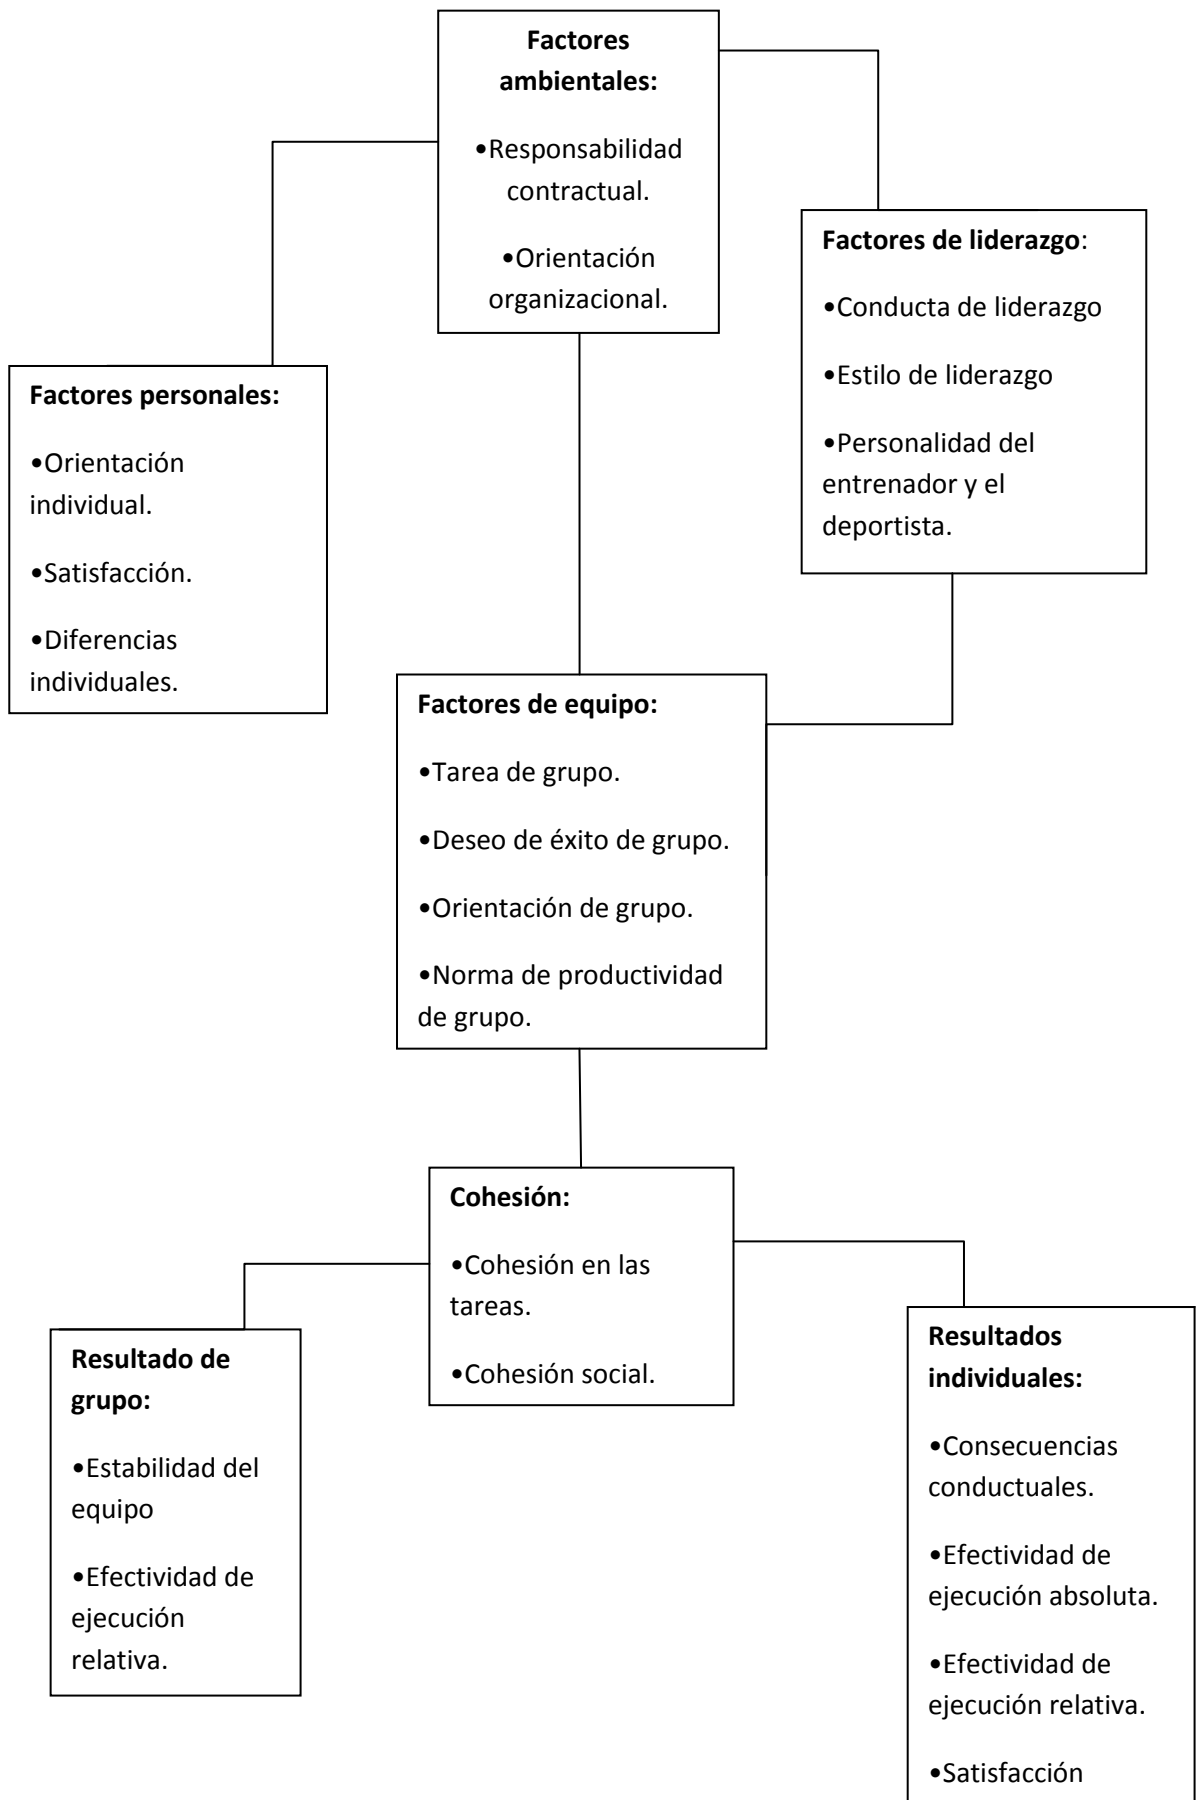 Factores
ambientales:
•Responsabilidad
contractual.
•Orientación
organizacional.
Factores de liderazgo:
•Conducta de liderazgo
•Estilo de liderazgo
•Personalidad del
entrenador y el
deportista.
Factores personales:
•Orientación
individual.
•Satisfacción.
•Diferencias
individuales.
Factores de equipo:
•Tarea de grupo.
•Deseo de éxito de grupo.
•Orientación de grupo.
•Norma de productividad
de grupo.
Cohesión:
•Cohesión en las
tareas.
•Cohesión social.
Resultado de
grupo:
•Estabilidad del
equipo
•Efectividad de
ejecución
relativa.
Resultados
individuales:
•Consecuencias
conductuales.
•Efectividad de
ejecución absoluta.
•Efectividad de
ejecución relativa.
•Satisfacción